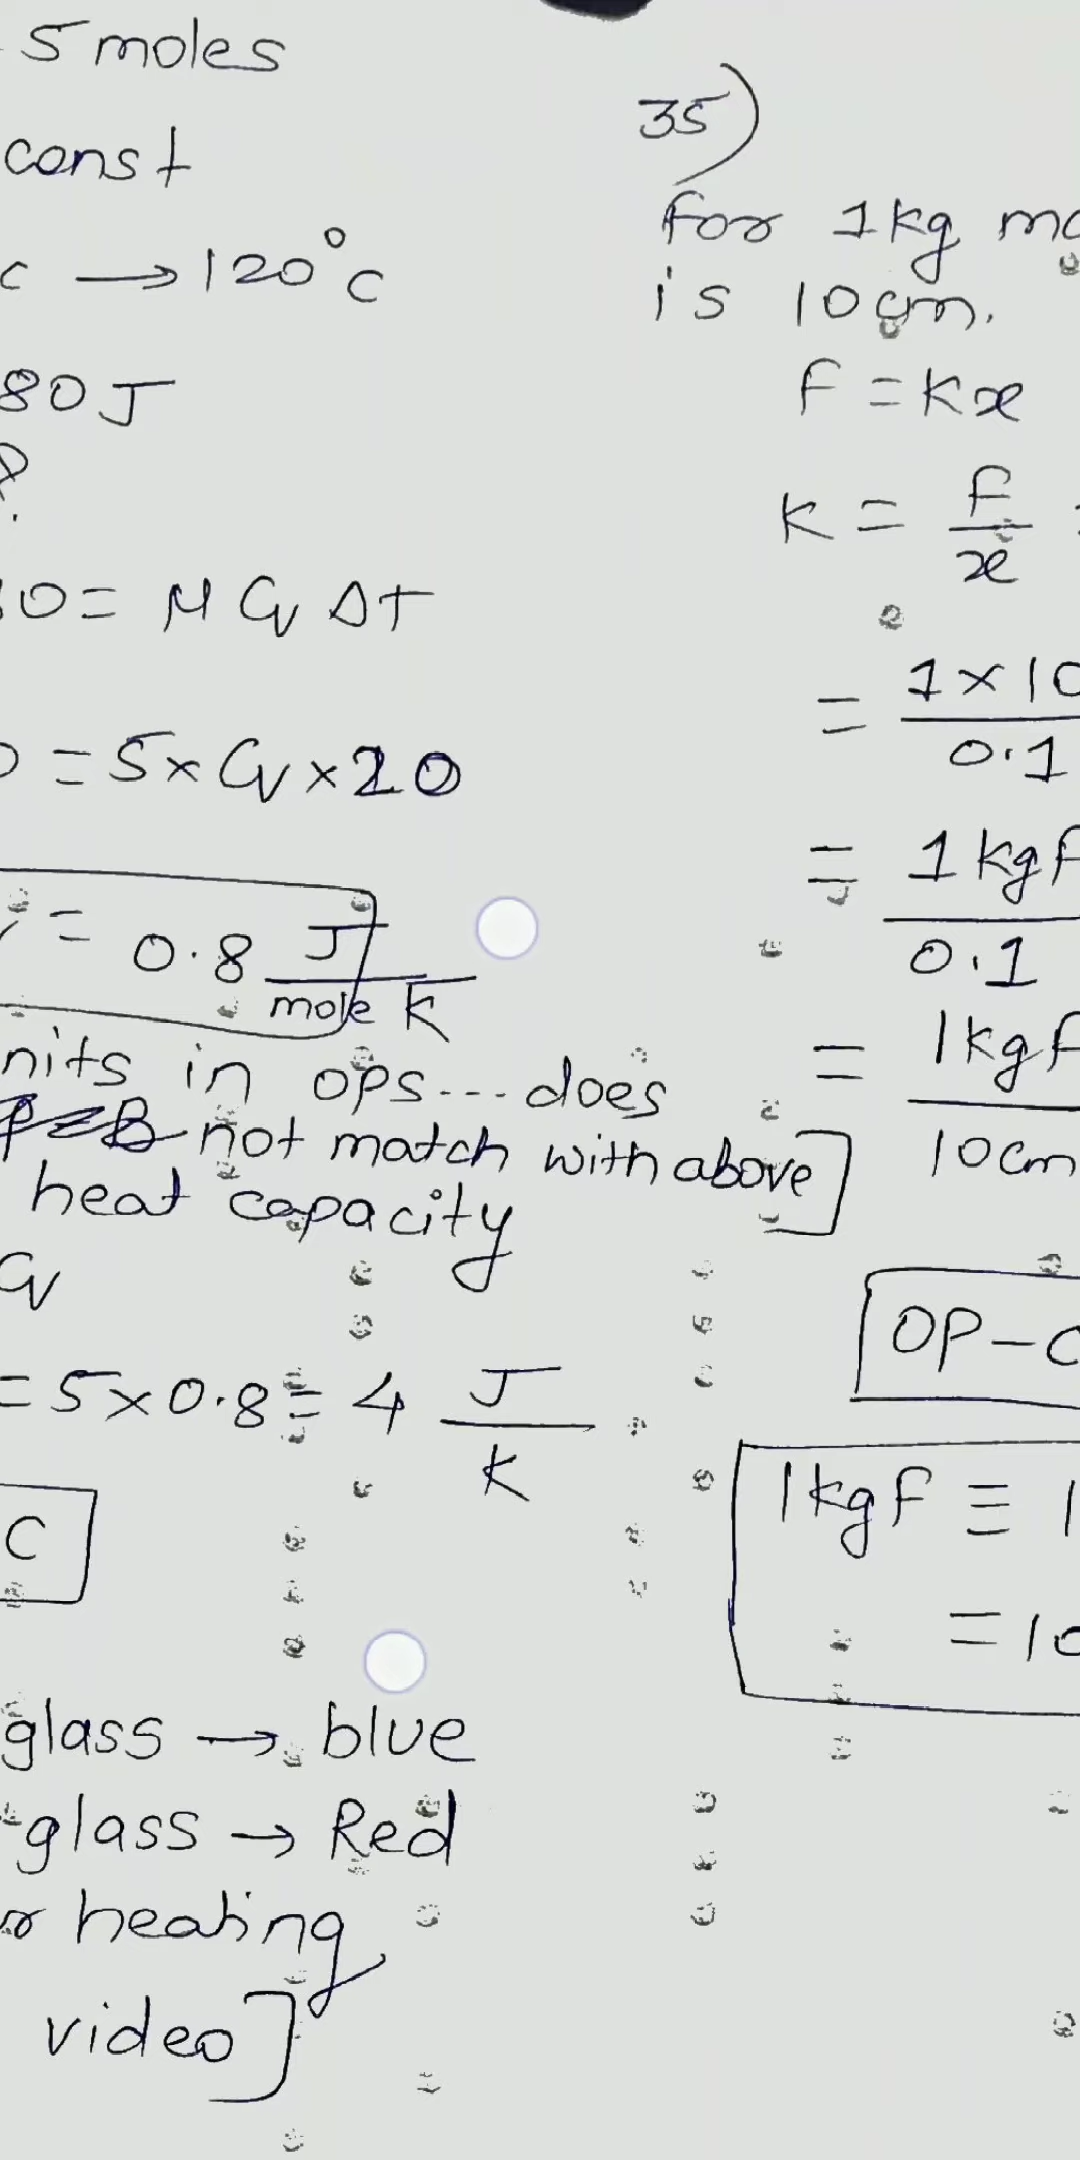 5 moles
const
c → 120°c
80 J
?
0 = M Cv ΔT
= 5 × Cv × 20
= 0.8 J
mole K
nits in OPS... does
not match with above]
heat capacity
Cv
= 5 × 0.8 = 4 J
K
C
glass → blue
glass → Red
heating
video]
35)
for 1kg
is 10cm.
F = Kx
K = F
x
= 1 × 10
0.1
= 1 kgf
0.1
= 1kgf
10cm
OP - C
1kgf ≡ 1
= 10